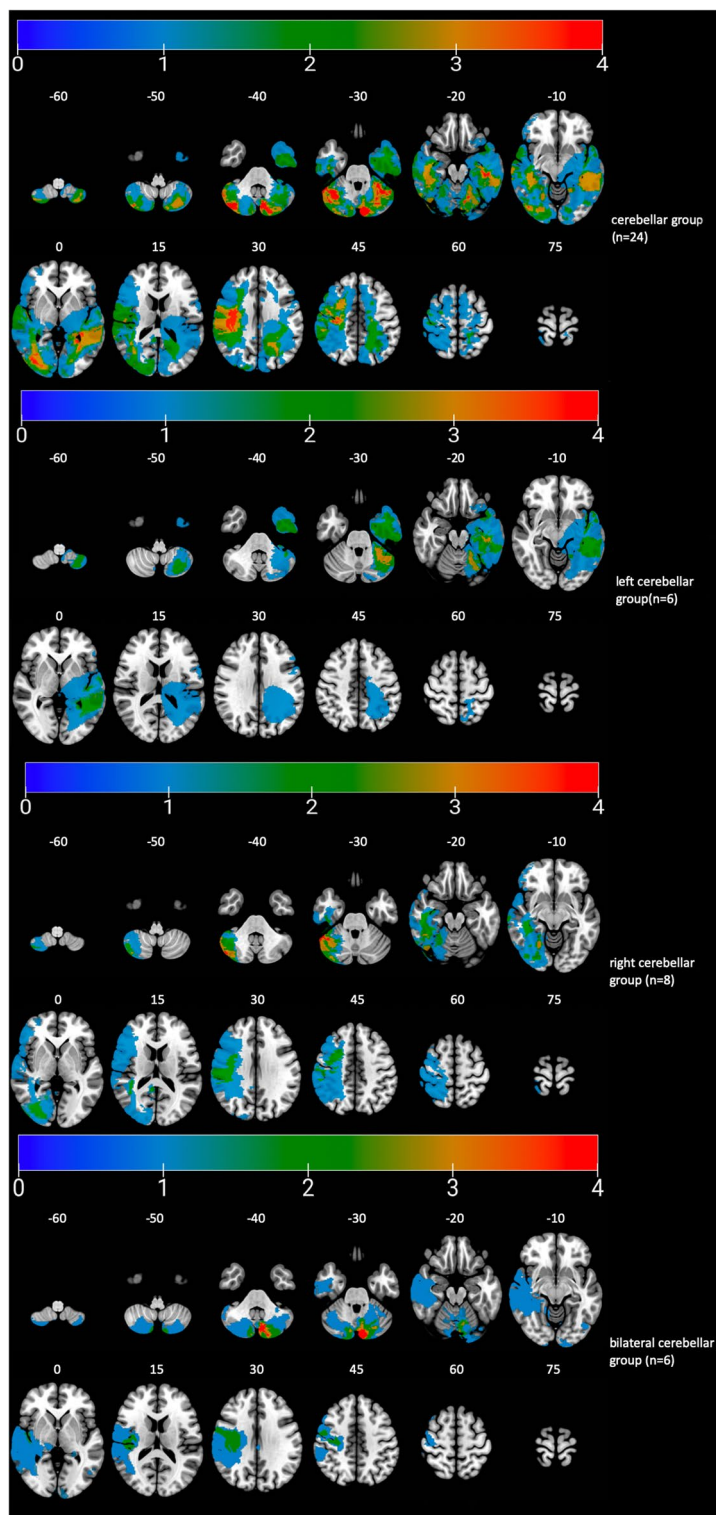 0 1 2 3 4
-60 -50 -40 -30 -20 -10
cerebellar group
(n=24)
0 15 30 45 60 75
0 1 2 3 4
-60 -50 -40 -30 -20 -10
left cerebellar
group(n=6)
0 15 30 45 60 75
0 1 2 3 4
-60 -50 -40 -30 -20 -10
right cerebellar
group (n=8)
0 15 30 45 60 75
0 1 2 3 4
-60 -50 -40 -30 -20 -10
bilateral cerebellar
group (n=6)
0 15 30 45 60 75